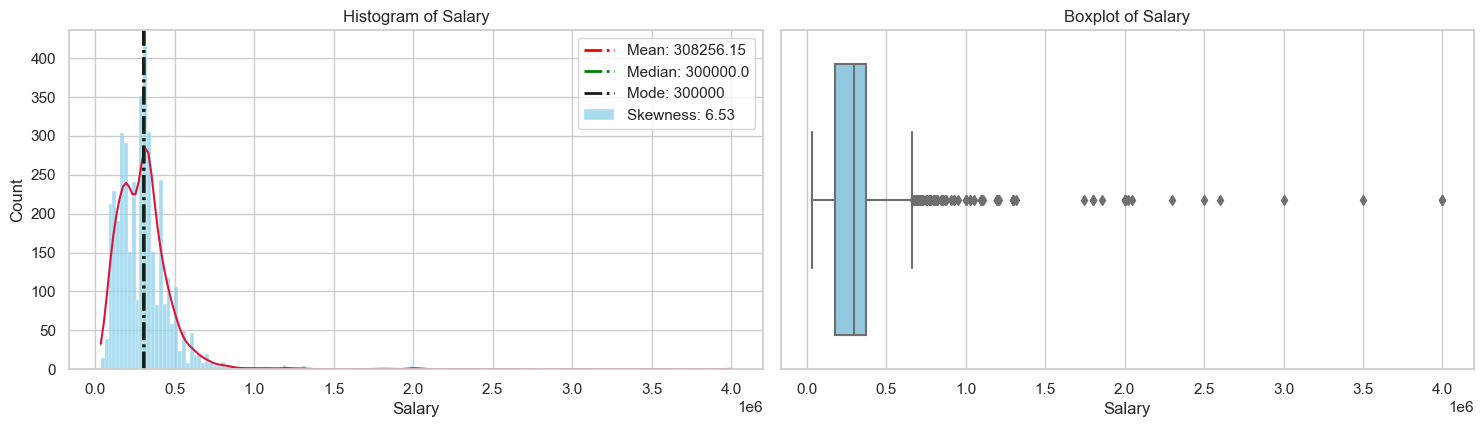 Histogram of Salary
Mean: 308256.15
Median: 300000.0
Mode: 300000
Skewness: 6.53
400
350
300
250
200
150
100
50
0
Count
0.0 0.5 1.0 1.5 2.0 2.5 3.0 3.5 4.0
1e6
Salary
Boxplot of Salary
0.0 0.5 1.0 1.5 2.0 2.5 3.0 3.5 4.0
1e6
Salary